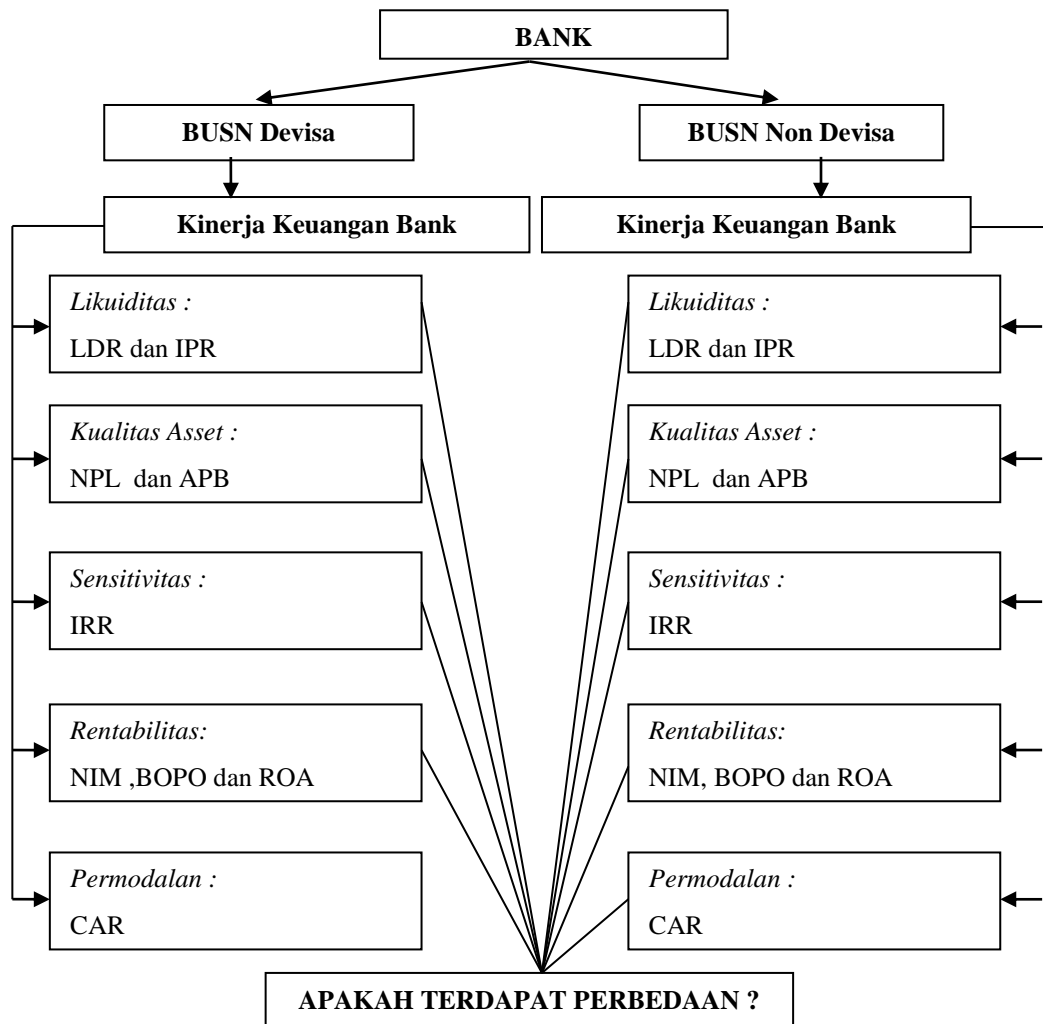 BANK
BUSN Devisa
BUSN Non Devisa
Kinerja Keuangan Bank
Kinerja Keuangan Bank
Likuiditas :
LDR dan IPR
Likuiditas :
LDR dan IPR
Kualitas Asset :
NPL dan APB
Kualitas Asset :
NPL dan APB
Sensitivitas :
IRR
Sensitivitas :
IRR
Rentabilitas:
NIM ,BOPO dan ROA
Rentabilitas:
NIM, BOPO dan ROA
Permodalan :
CAR
Permodalan :
CAR
APAKAH TERDAPAT PERBEDAAN ?